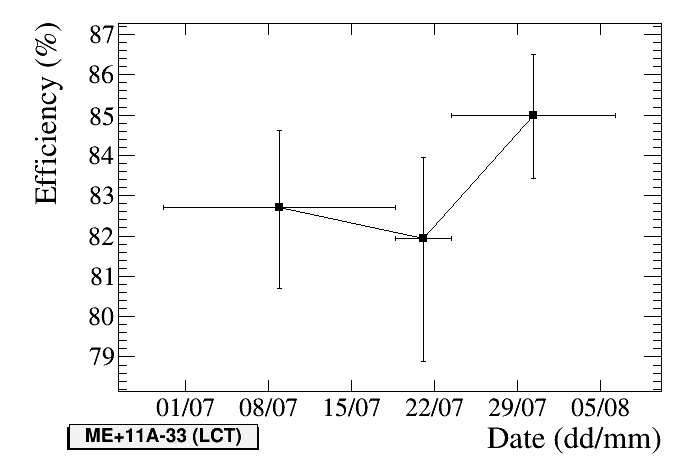 Efficiency (%)
87
86
85
84
83
82
81
80
79
01/07 08/07 15/07 22/07 29/07 05/08
ME+11A-33 (LCT)
Date (dd/mm)